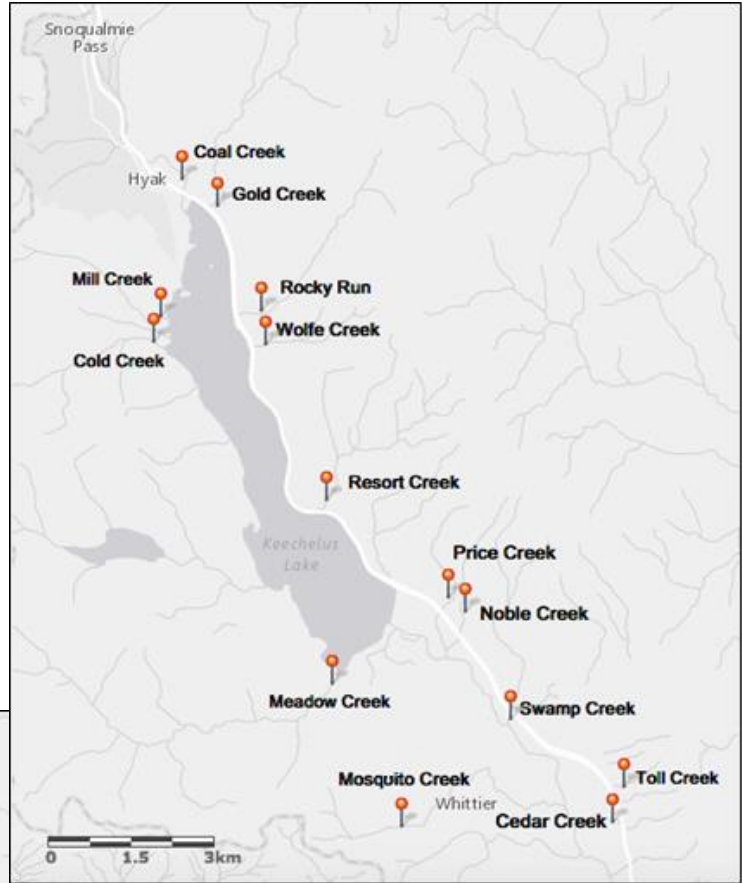 Snoqualmie
Pass
Coal Creek
Hyak
Gold Creek
Mill Creek
Rocky Run
Wolfe Creek
Cold Creek
Resort Creek
Keechelus
Lake
Price Creek
Noble Creek
Meadow Creek
Swamp Creek
Mosquito Creek
Toll Creek
Whittier
Cedar Creek
0 1.5 3km